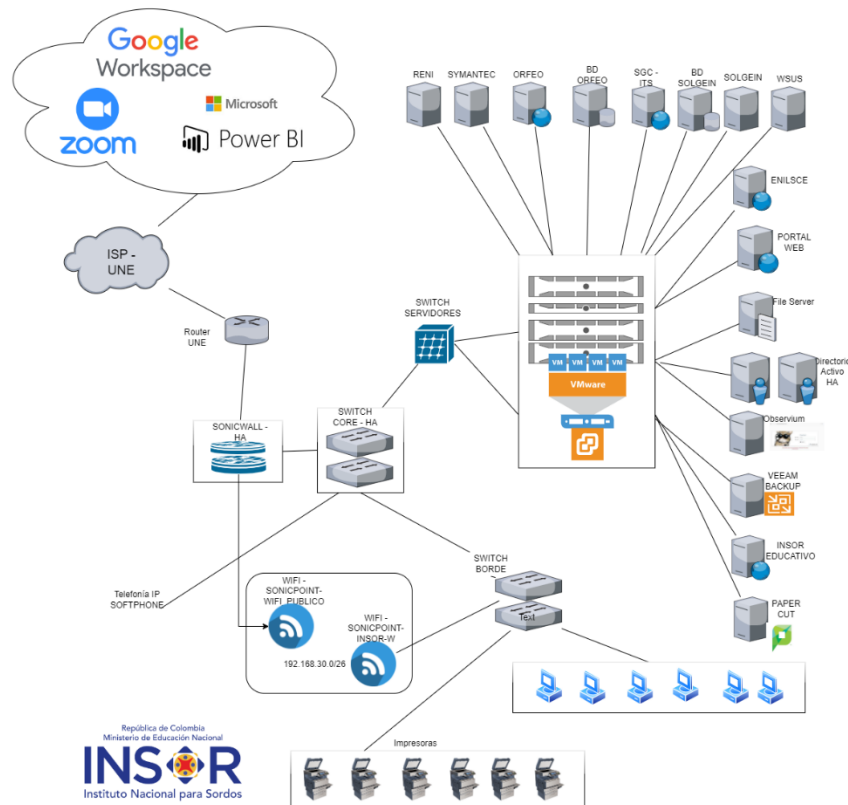 Google
Workspace
Microsoft
zoom
Power BI
RENI
SYMANTEC
ORFEO
BD
ORFEO
SGC -
ITS
BD
SOLGEIN
SOLGEIN
WSUS
ENILSCE
PORTAL
WEB
File Server
Directorio
Activo
HA
Observium
VEEAM
BACKUP
INSOR
EDUCATIVO
PAPER
CUT
ISP -
UNE
Router
UNE
SWITCH
SERVIDORES
VM VM VM VM
VMware
SONICWALL -
HA
SWITCH
CORE - HA
SWITCH
BORDE
Text
Telefonía IP
SOFTPHONE
WIFI -
SONICPOINT-
WIFI_PUBLICO
WIFI -
SONICPOINT-
INSOR-W
192.168.30.0/26
Impresoras
República de Colombia
Ministerio de Educación Nacional
INSOR
Instituto Nacional para Sordos